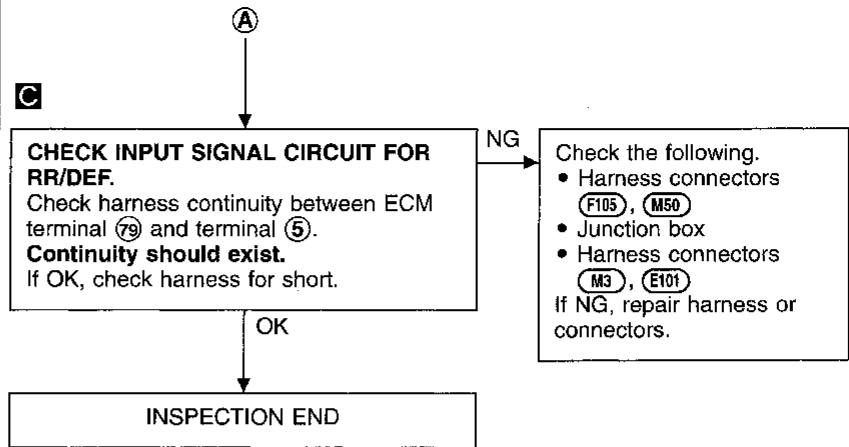 A
C
CHECK INPUT SIGNAL CIRCUIT FOR
RR/DEF.
Check harness continuity between ECM
terminal 79 and terminal 5.
Continuity should exist.
If OK, check harness for short.
NG
Check the following.
• Harness connectors
F105, M50
• Junction box
• Harness connectors
M3, E101
If NG, repair harness or
connectors.
OK
INSPECTION END